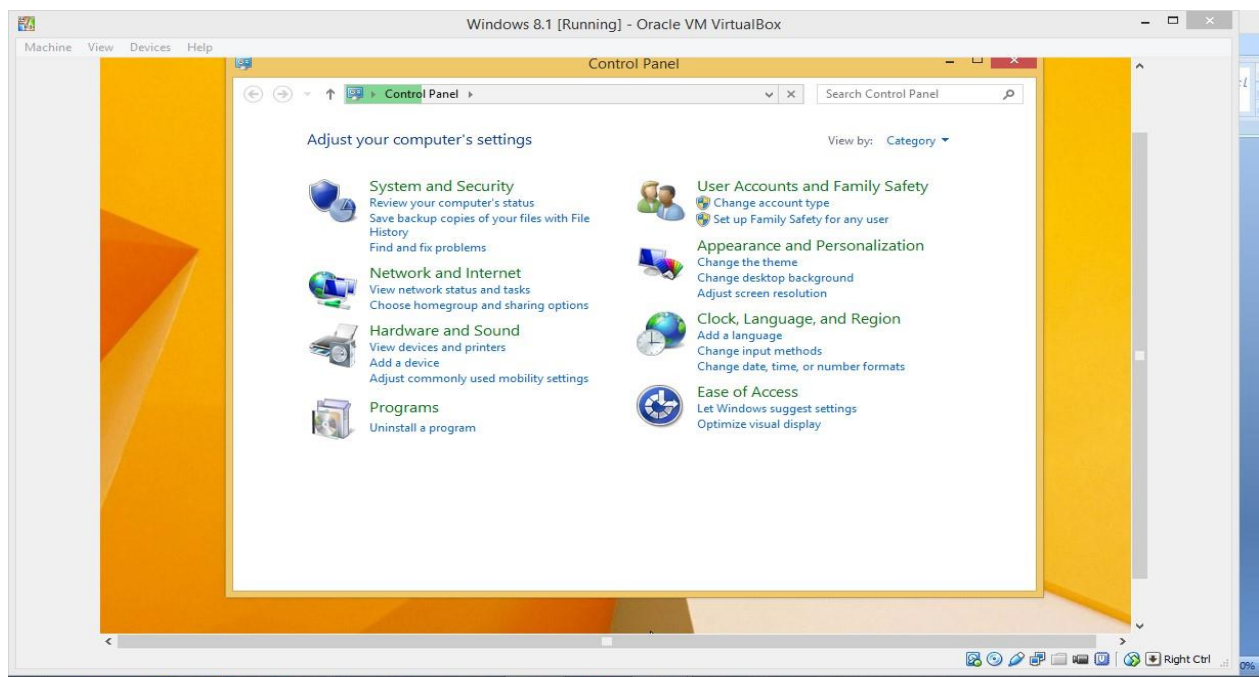 Windows 8.1 [Running] - Oracle VM VirtualBox
Machine View Devices Help
Control Panel
Control Panel
Search Control Panel
Adjust your computer's settings
View by: Category
System and Security
Review your computer's status
Save backup copies of your files with File
History
Find and fix problems
Network and Internet
View network status and tasks
Choose homegroup and sharing options
Hardware and Sound
View devices and printers
Add a device
Adjust commonly used mobility settings
Programs
Uninstall a program
User Accounts and Family Safety
Change account type
Set up Family Safety for any user
Appearance and Personalization
Change the theme
Change desktop background
Adjust screen resolution
Clock, Language, and Region
Add a language
Change input methods
Change date, time, or number formats
Ease of Access
Let Windows suggest settings
Optimize visual display
Right Ctrl
0%